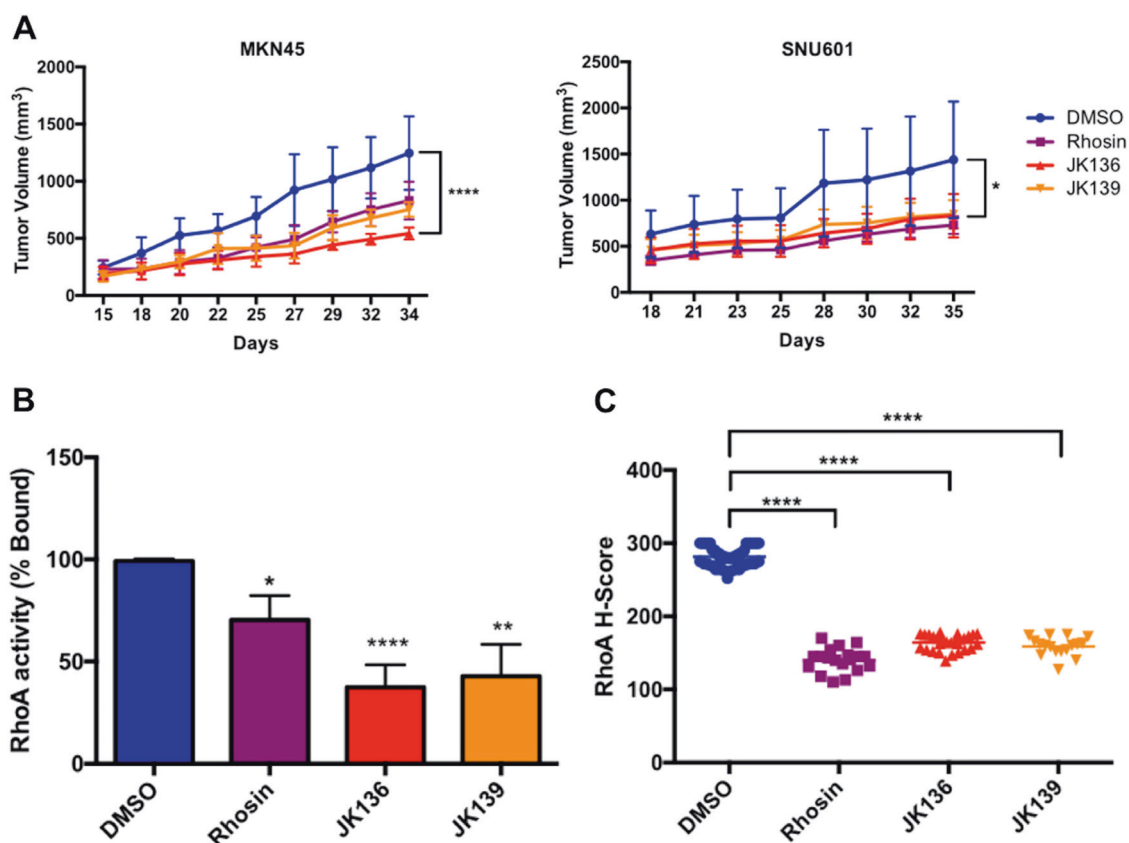 A
MKN45
Tumor Volume (mm³)
2000
1500
1000
500
0
15 18 20 22 25 27 29 32 34
Days
****
SNU601
Tumor Volume (mm³)
2500
2000
1500
1000
500
0
18 21 23 25 28 30 32 35
Days
*
DMSO
Rhosin
JK136
JK139
B
RhoA activity (% Bound)
150
100
50
0
*
****
**
DMSO Rhosin JK136 JK139
C
RhoA H-Score
400
300
200
100
0
****
****
****
DMSO Rhosin JK136 JK139